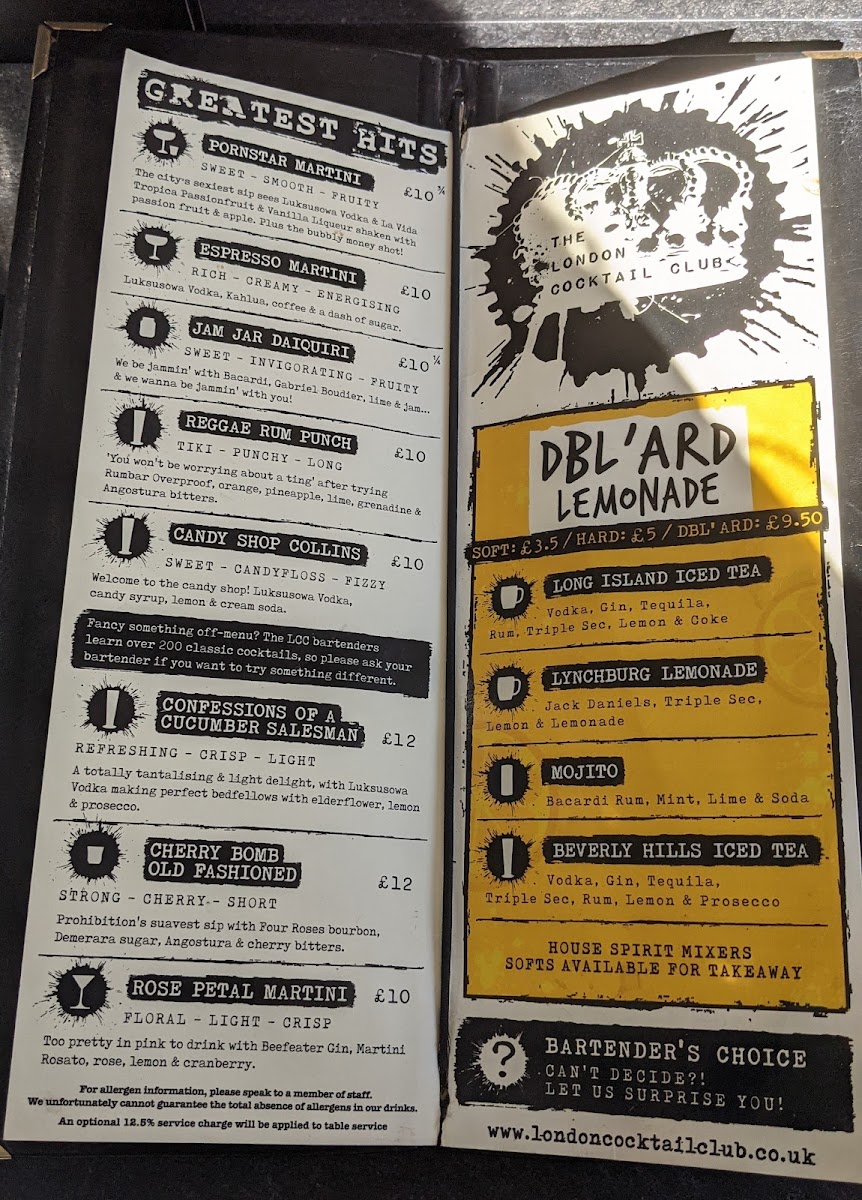 GREATEST HITS
PORNSTAR MARTINI
SWEET - SMOOTH - FRUITY
£10 ¾
The city's sexiest sip sees Luksusowa Vodka & La Vida
Tropica Passionfruit & Vanilla Liqueur shaken with
passion fruit & apple. Plus the bubbly money shot!
ESPRESSO MARTINI
RICH - CREAMY - ENERGISING
£10
Luksusowa Vodka, Kahlua, coffee & a dash of sugar.
JAM JAR DAIQUIRI
SWEET - INVIGORATING - FRUITY
£10 ¼
We be jammin' with Bacardi, Gabriel Boudier, lime & jam...
& we wanna be jammin' with you!
REGGAE RUM PUNCH
TIKI - PUNCHY - LONG
£10
'You won't be worrying about a ting' after trying
Rumbar Overproof, orange, pineapple, lime, grenadine &
Angostura bitters.
CANDY SHOP COLLINS
SWEET - CANDYFLOSS - FIZZY
£10
Welcome to the candy shop! Luksusowa Vodka,
candy syrup, lemon & cream soda.
Fancy something off-menu? The LCC bartenders
learn over 200 classic cocktails, so please ask your
bartender if you want to try something different.
CONFESSIONS OF A
CUCUMBER SALESMAN
£12
REFRESHING - CRISP - LIGHT
A totally tantalising & light delight, with Luksusowa
Vodka making perfect bedfellows with elderflower, lemon
& prosecco.
CHERRY BOMB
OLD FASHIONED
£12
STRONG - CHERRY - SHORT
Prohibition's suavest sip with Four Roses bourbon,
Demerara sugar, Angostura & cherry bitters.
ROSE PETAL MARTINI
£10
FLORAL - LIGHT - CRISP
Too pretty in pink to drink with Beefeater Gin, Martini
Rosato, rose, lemon & cranberry.
For allergen information, please speak to a member of staff.
We unfortunately cannot guarantee the total absence of allergens in our drinks.
An optional 12.5% service charge will be applied to table service
THE
LONDON
COCKTAIL CLUB
DBL'ARD
LEMONADE
SOFT: £3.5 / HARD: £5 / DBL'ARD: £9.50
LONG ISLAND ICED TEA
Vodka, Gin, Tequila,
Rum, Triple Sec, Lemon & Coke
LYNCHBURG LEMONADE
Jack Daniels, Triple Sec,
Lemon & Lemonade
MOJITO
Bacardi Rum, Mint, Lime & Soda
BEVERLY HILLS ICED TEA
Vodka, Gin, Tequila,
Triple Sec, Rum, Lemon & Prosecco
HOUSE SPIRIT MIXERS
SOFTS AVAILABLE FOR TAKEAWAY
?
BARTENDER'S CHOICE
CAN'T DECIDE?!
LET US SURPRISE YOU!
www.londoncocktailclub.co.uk